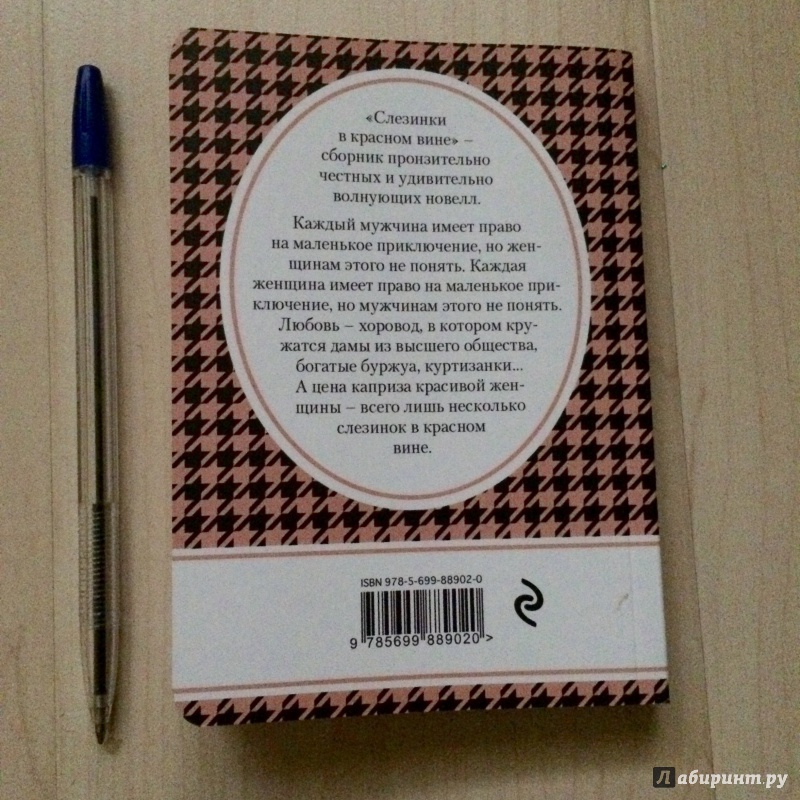 «Слезинки
в красном вине» –
сборник пронзительно
честных и удивительно
волнующих новелл.
Каждый мужчина имеет право
на маленькое приключение, но жен-
щинам этого не понять. Каждая
женщина имеет право на маленькое при-
ключение, но мужчинам этого не понять.
Любовь – хоровод, в котором кру-
жатся дамы из высшего общества,
богатые буржуа, куртизанки...
А цена каприза красивой жен-
щины – всего лишь несколько
слезинок в красном
вине.
ISBN 978-5-699-88902-0
9 785699 889020 >
Лабиринт.ру